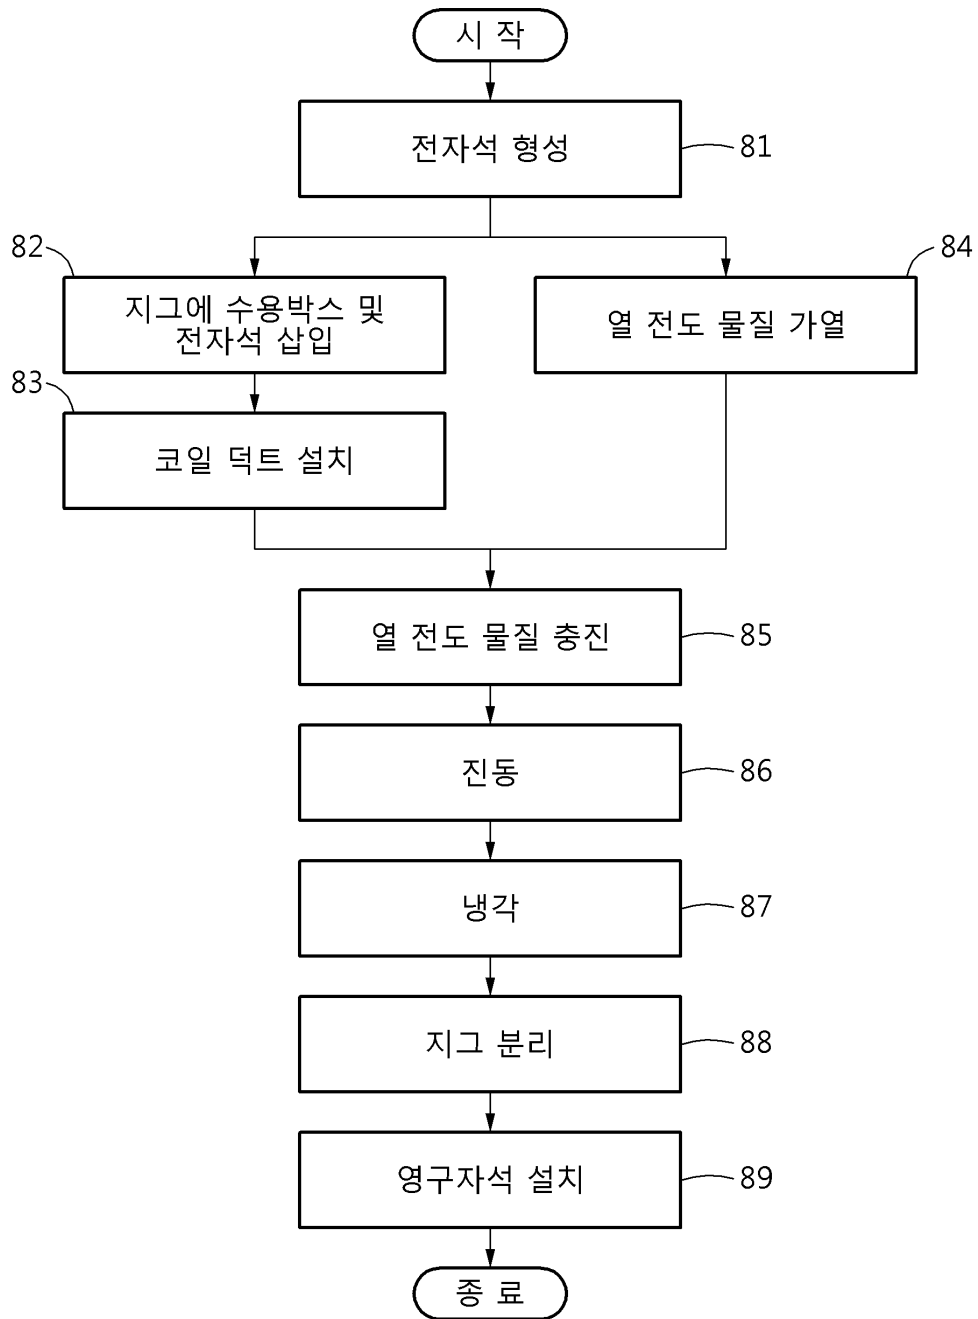 시 작
전자석 형성
81
82
지그에 수용박스 및
전자석 삽입
84
열 전도 물질 가열
83
코일 덕트 설치
열 전도 물질 충진
85
진동
86
냉각
87
지그 분리
88
영구자석 설치
89
종 료